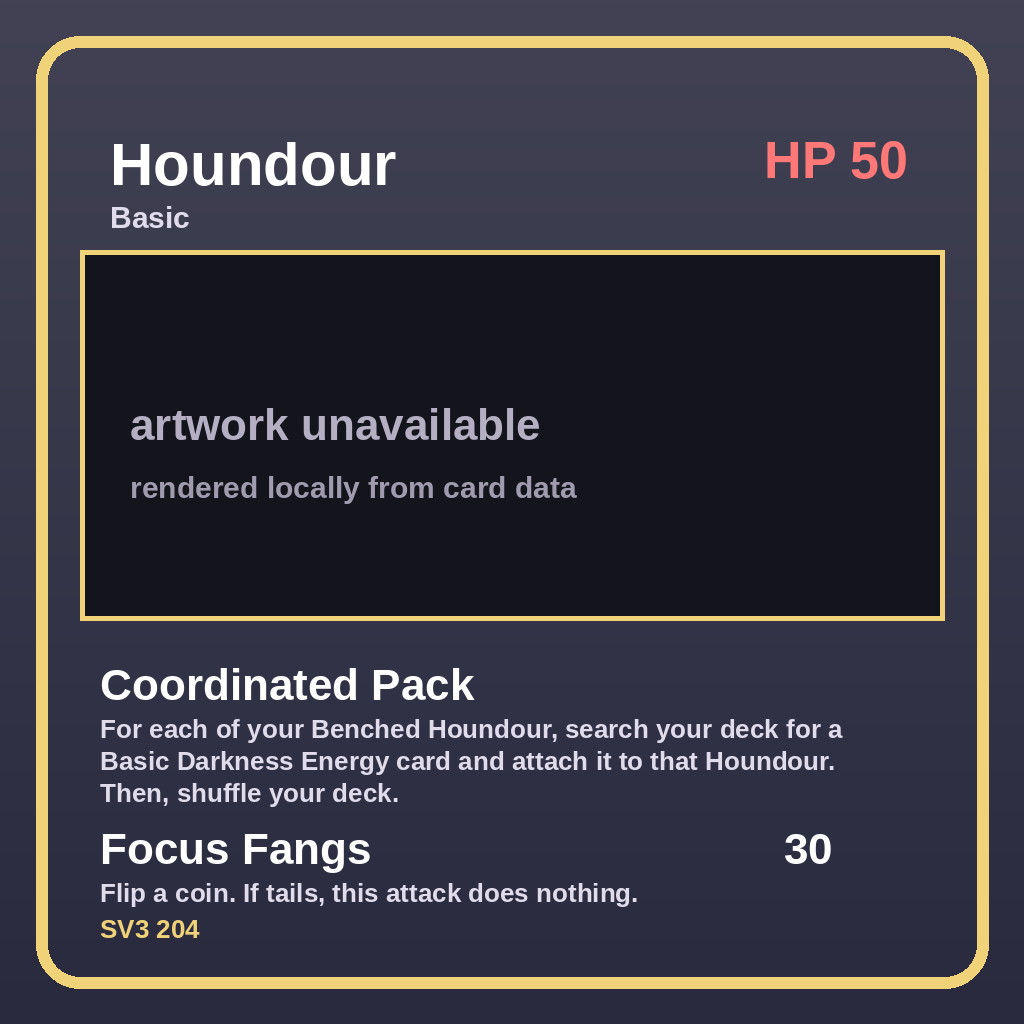 Houndour
HP 50
Basic
artwork unavailable
rendered locally from card data
Coordinated Pack
For each of your Benched Houndour, search your deck for a
Basic Darkness Energy card and attach it to that Houndour.
Then, shuffle your deck.
Focus Fangs
30
Flip a coin. If tails, this attack does nothing.
SV3 204